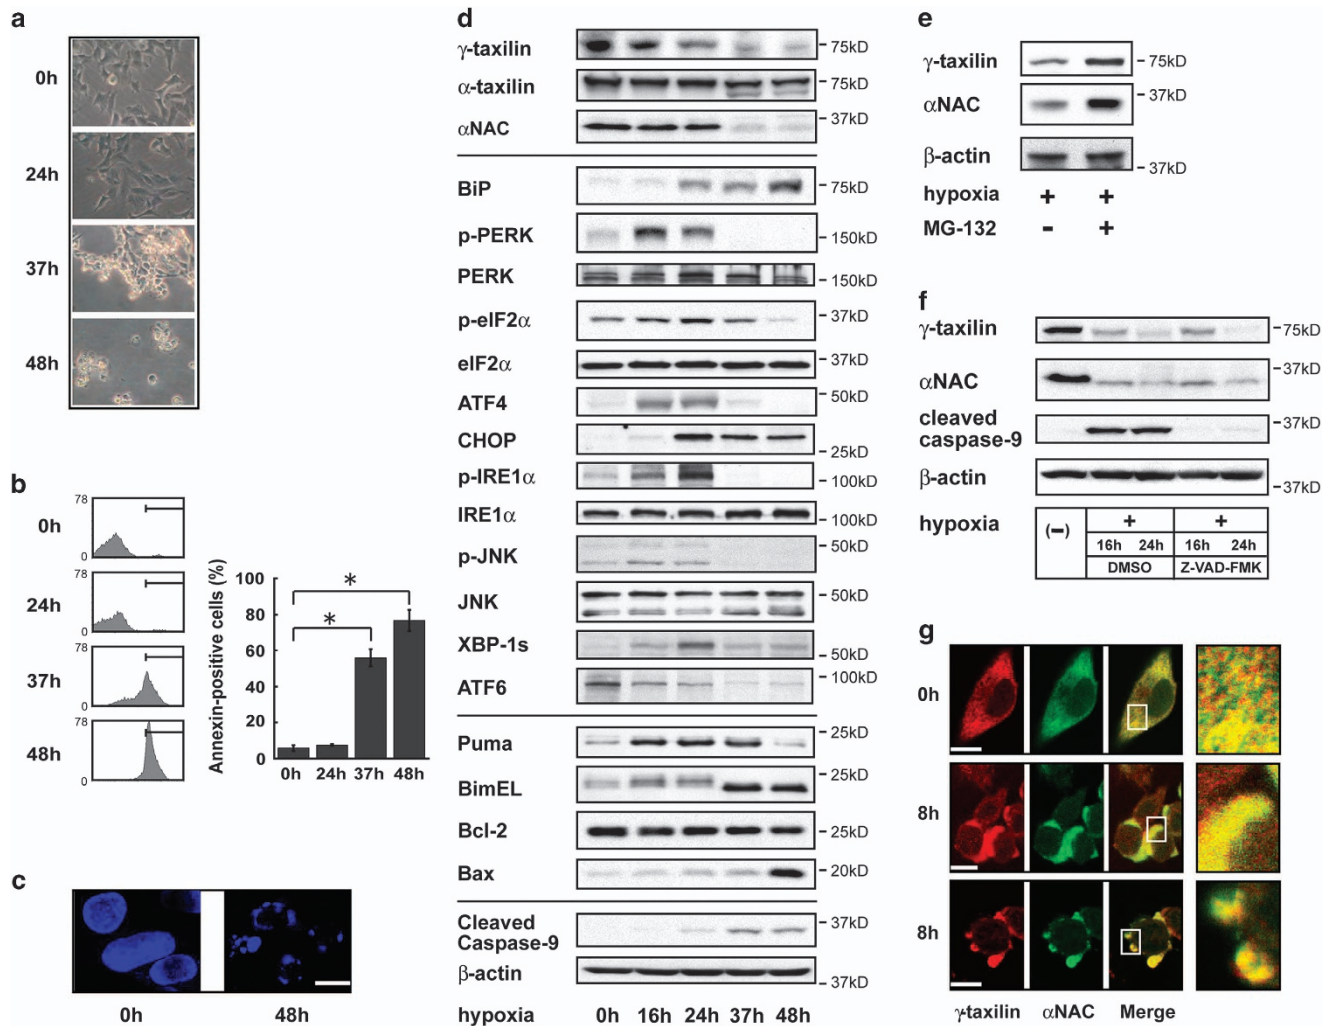 a
0h
24h
37h
48h
b
78
0
0h
78
0
24h
78
0
37h
78
0
48h
Annexin-positive cells (%)
100
80
60
40
20
0
*
*
0h 24h 37h 48h
c
0h 48h
d
γ-taxilin 75kD
α-taxilin 75kD
αNAC 37kD
BiP 75kD
p-PERK 150kD
PERK 150kD
p-eIF2α 37kD
eIF2α 37kD
ATF4 50kD
CHOP 25kD
p-IRE1α 100kD
IRE1α 100kD
p-JNK 50kD
JNK 50kD
XBP-1s 50kD
ATF6 100kD
Puma 25kD
BimEL 25kD
Bcl-2 25kD
Bax 20kD
Cleaved
Caspase-9 37kD
β-actin 37kD
hypoxia 0h 16h 24h 37h 48h
e
γ-taxilin 75kD
αNAC 37kD
β-actin 37kD
hypoxia + +
MG-132 - +
f
γ-taxilin 75kD
αNAC 37kD
cleaved
caspase-9 37kD
β-actin 37kD
hypoxia (−) + +
16h 24h 16h 24h
DMSO Z-VAD-FMK
g
0h
8h
8h
γ-taxilin αNAC Merge